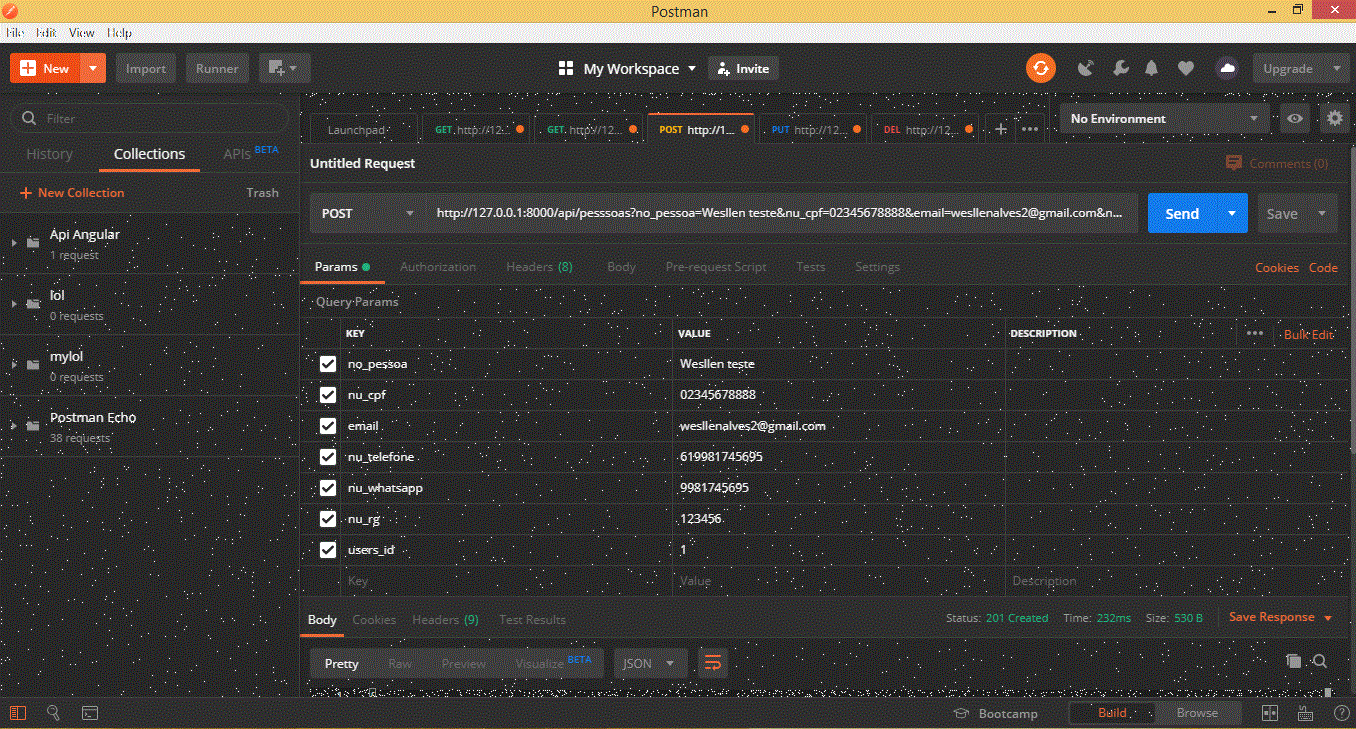 Postman
File Edit View Help
New Import Runner My Workspace Invite Upgrade
Filter
History Collections APIs BETA
New Collection Trash
Api Angular
1 request
lol
0 requests
mylol
0 requests
Postman Echo
38 requests
Launchpad GET http://12... GET http://12... POST http://1... PUT http://12... DEL http://12... No Environment
Untitled Request Comments (0)
POST http://127.0.0.1:8000/api/pesssoas?no_pessoa=Wesllen teste&nu_cpf=02345678888&email=wesllenalves2@gmail.com&n... Send Save
Params Authorization Headers (8) Body Pre-request Script Tests Settings Cookies Code
Query Params
KEY VALUE DESCRIPTION Bulk Edit
no_pessoa Wesllen teste
nu_cpf 02345678888
email wesllenalves2@gmail.com
nu_telefone 619981745695
nu_whatsapp 9981745695
nu_rg 123456
users_id 1
Key Value Description
Body Cookies Headers (9) Test Results Status: 201 Created Time: 232ms Size: 530 B Save Response
Pretty Raw Preview Visualize BETA JSON
Bootcamp Build Browse